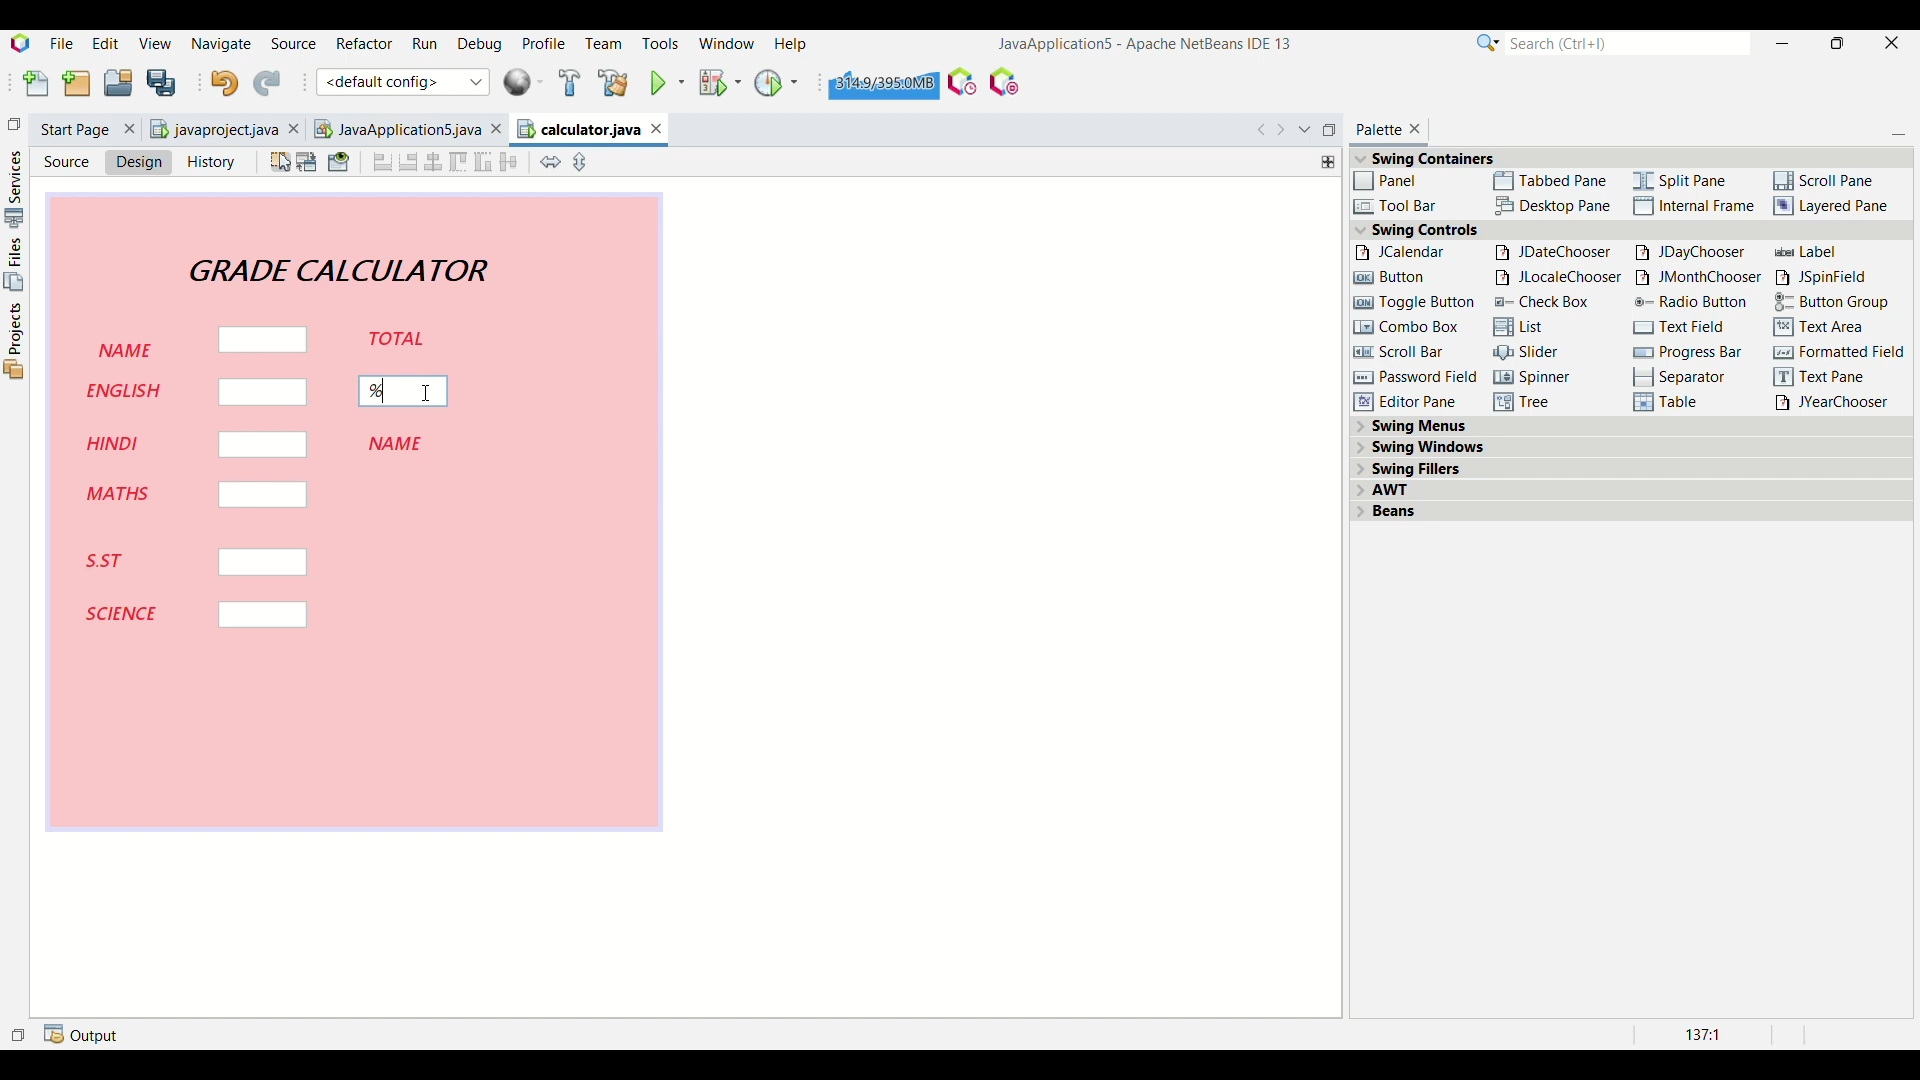 File Edit View Navigate Source Refactor Run Debug Profile Team Tools Window Help
JavaApplication5 - Apache NetBeans IDE 13
Search (Ctrl+I)
<default config>
314.9/395.0MB
Start Page
javaproject.java
JavaApplication5.java
calculator.java
Source Design History
Services
Files
Projects
GRADE CALCULATOR
NAME
TOTAL
ENGLISH
%
HINDI
NAME
MATHS
S.ST
SCIENCE
Palette
Swing Containers
Panel Tabbed Pane Split Pane Scroll Pane
Tool Bar Desktop Pane Internal Frame Layered Pane
Swing Controls
JCalendar JDateChooser JDayChooser label Label
OK Button JLocaleChooser JMonthChooser JSpinField
ON Toggle Button Check Box Radio Button Button Group
Combo Box List Text Field Text Area
Scroll Bar Slider Progress Bar Formatted Field
Password Field Spinner Separator Text Pane
Editor Pane Tree Table JYearChooser
Swing Menus
Swing Windows
Swing Fillers
AWT
Beans
Output
137:1